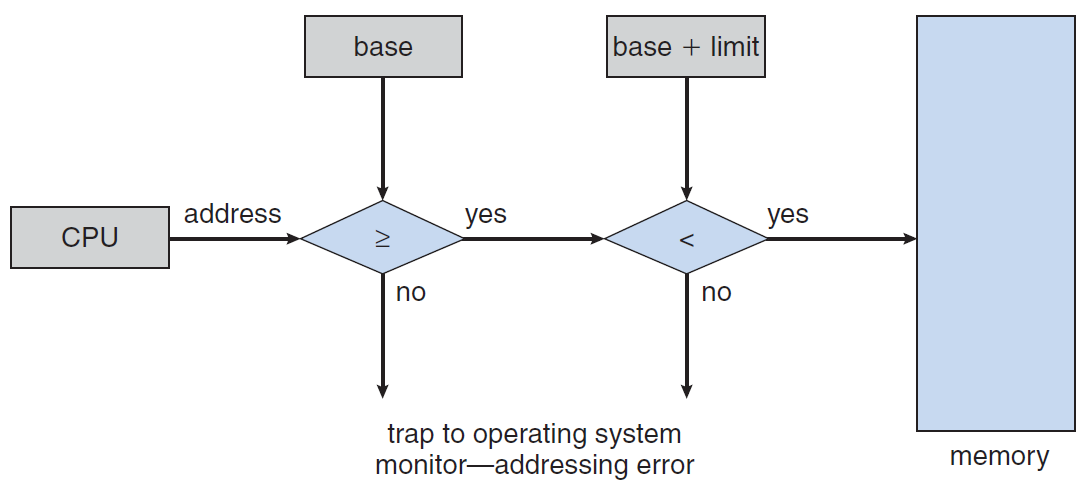 base
base + limit
CPU
address
≥
yes
<
yes
no
no
trap to operating system
monitor—addressing error
memory